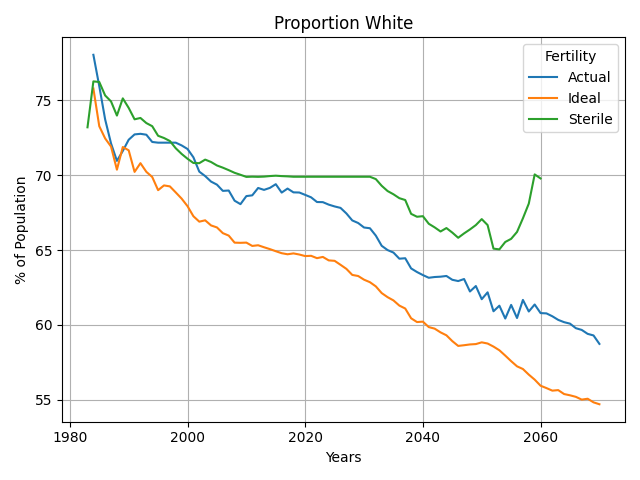 Proportion White
Fertility
Actual
Ideal
Sterile
% of Population
75
70
65
60
55
1980
2000
2020
2040
2060
Years